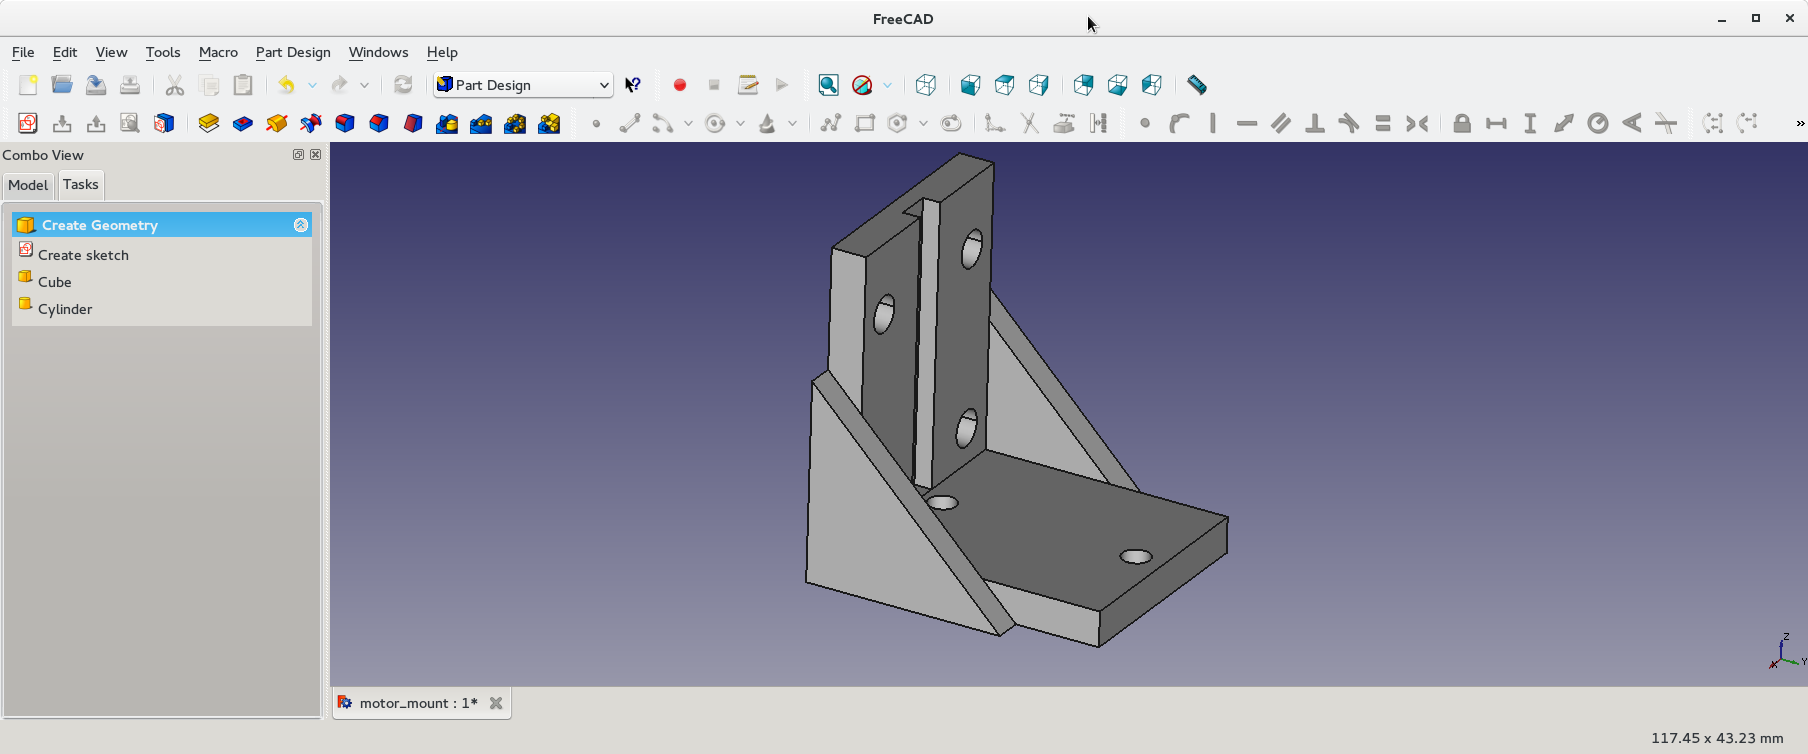 FreeCAD
File Edit View Tools Macro Part Design Windows Help
Part Design
»
Combo View
Model Tasks
Create Geometry
Create sketch
Cube
Cylinder
Z
Y
X
motor_mount : 1*
117.45 x 43.23 mm